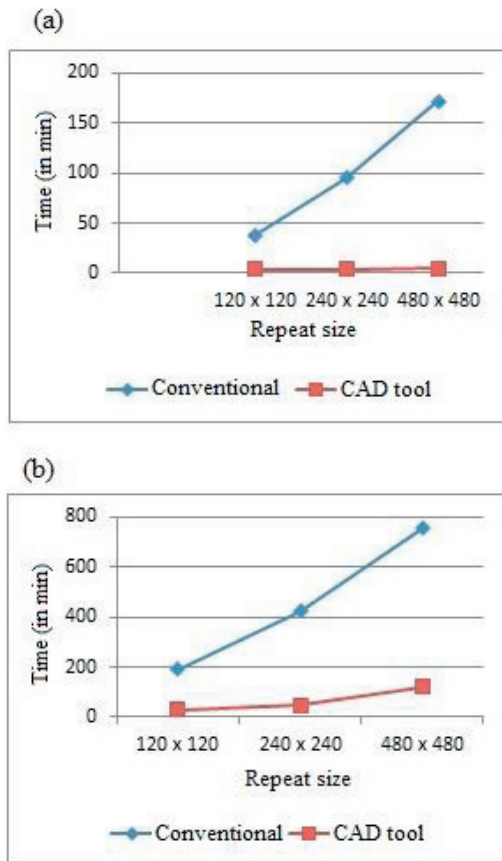 (a)
200
150
100
50
0
Time (in min)
120 x 120 240 x 240 480 x 480
Repeat size
Conventional CAD tool
(b)
800
600
400
200
0
Time (in min)
120 x 120 240 x 240 480 x 480
Repeat size
Conventional CAD tool